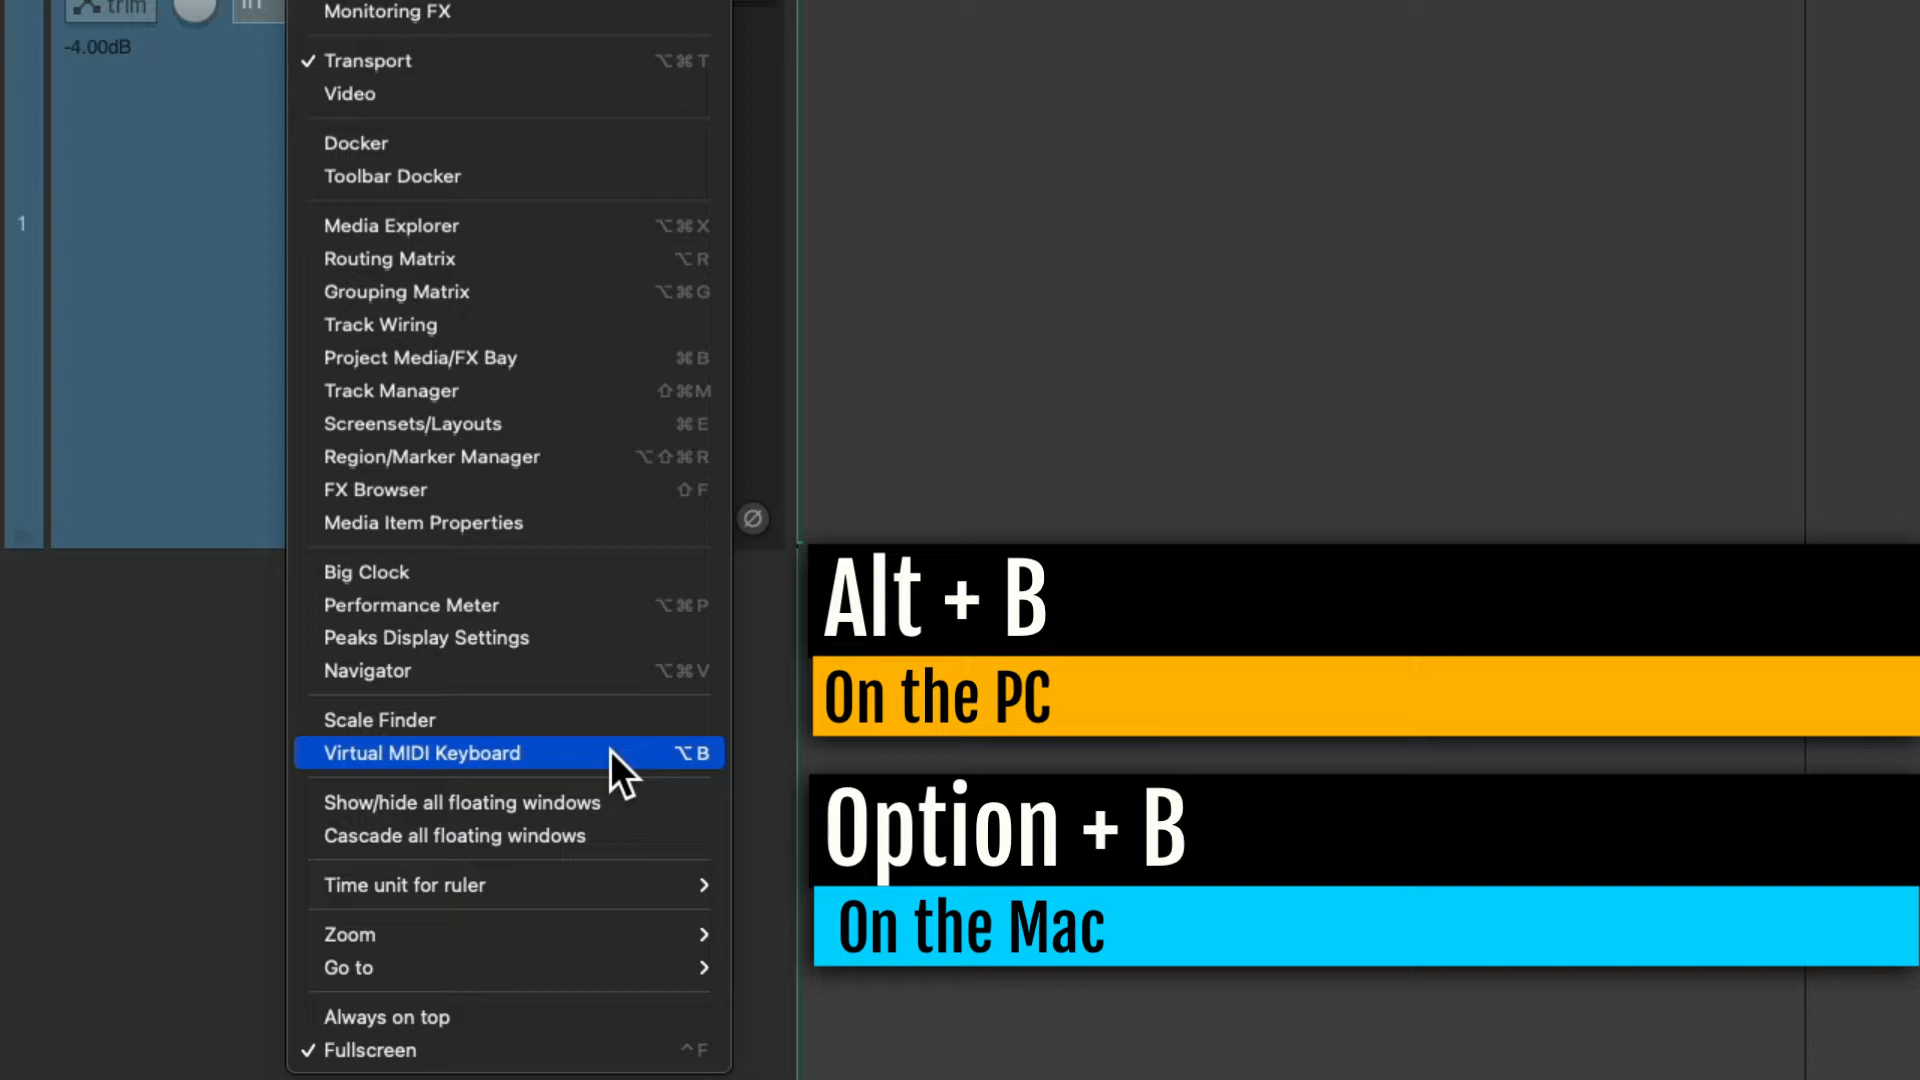 trim
in
-4.00dB
1
Monitoring FX
✓ Transport ⌥⌘T
Video
Docker
Toolbar Docker
Media Explorer ⌥⌘X
Routing Matrix ⌥R
Grouping Matrix ⌥⌘G
Track Wiring
Project Media/FX Bay ⌘B
Track Manager ⇧⌘M
Screensets/Layouts ⌘E
Region/Marker Manager ⌥⇧⌘R
FX Browser ⇧F
Media Item Properties
Big Clock
Performance Meter ⌥⌘P
Peaks Display Settings
Navigator ⌥⌘V
Scale Finder
Virtual MIDI Keyboard ⌥B
Show/hide all floating windows
Cascade all floating windows
Time unit for ruler >
Zoom >
Go to >
Always on top
✓ Fullscreen ^F
Alt + B
On the PC
Option + B
On the Mac